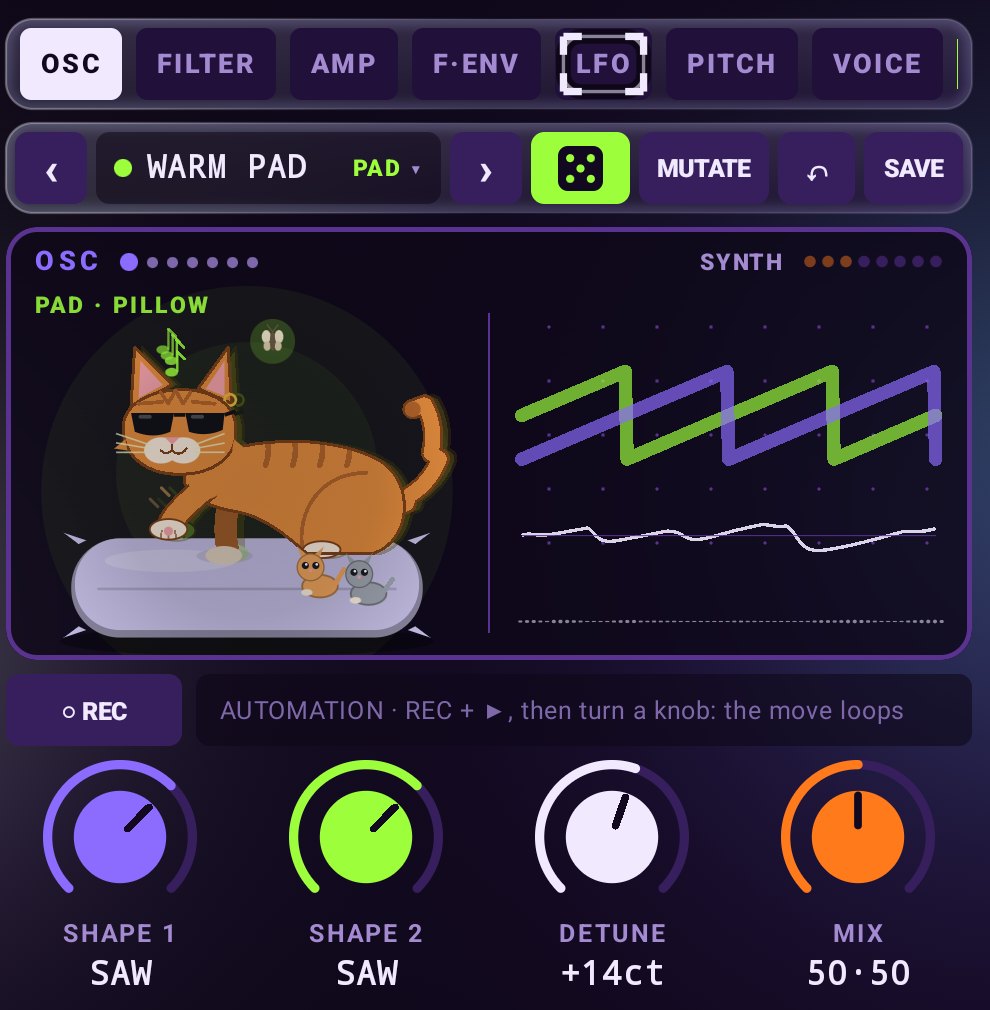 OSC FILTER AMP F·ENV LFO PITCH VOICE
‹ WARM PAD PAD ▾ › MUTATE ↶ SAVE
OSC SYNTH
PAD · PILLOW
○ REC AUTOMATION · REC + ►, then turn a knob: the move loops
SHAPE 1 SHAPE 2 DETUNE MIX
SAW SAW +14ct 50·50